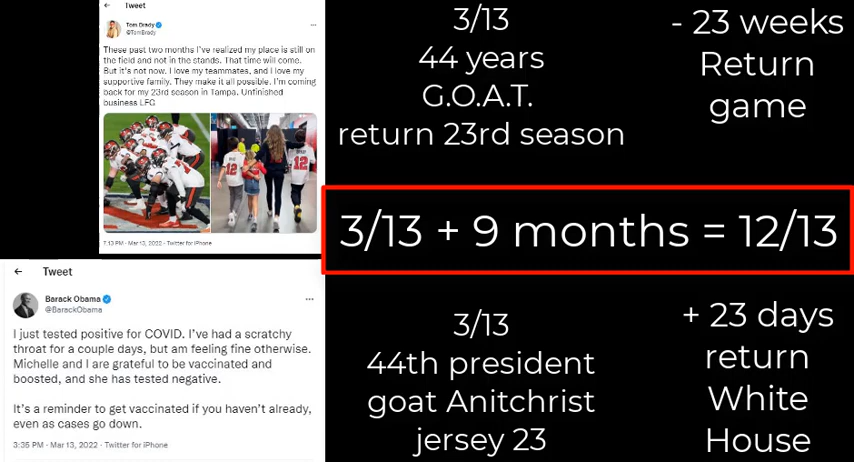 Tweet
Tom Brady
@TomBrady
These past two months I've realized my place is still on
the field and not in the stands. That time will come.
But it's not now. I love my teammates, and I love my
supportive family. They make it all possible. I'm coming
back for my 23rd season in Tampa. Unfinished
business LFG
12
12
7:13 PM · Mar 13, 2022 · Twitter for iPhone
Tweet
Barack Obama
@BarackObama
I just tested positive for COVID. I've had a scratchy
throat for a couple days, but am feeling fine otherwise.
Michelle and I are grateful to be vaccinated and
boosted, and she has tested negative.
It's a reminder to get vaccinated if you haven't already,
even as cases go down.
3:35 PM · Mar 13, 2022 · Twitter for iPhone
3/13
44 years
G.O.A.T.
return 23rd season
- 23 weeks
Return
game
3/13 + 9 months = 12/13
3/13
44th president
goat Anitchrist
jersey 23
+ 23 days
return
White
House